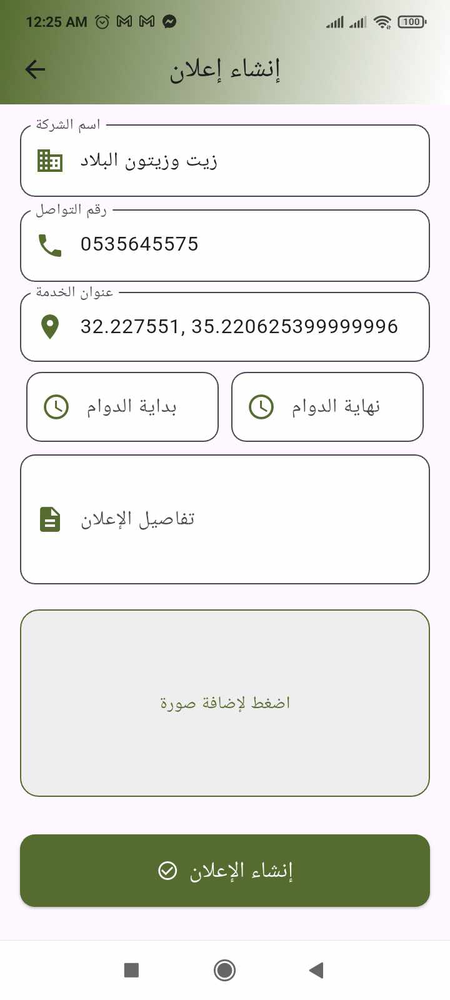 12:25 AM 100
إنشاء إعلان
اسم الشركة
زيت وزيتون البلاد
رقم التواصل
0535645575
عنوان الخدمة
32.227551, 35.220625399999996
بداية الدوام
نهاية الدوام
تفاصيل الإعلان
اضغط لإضافة صورة
إنشاء الإعلان